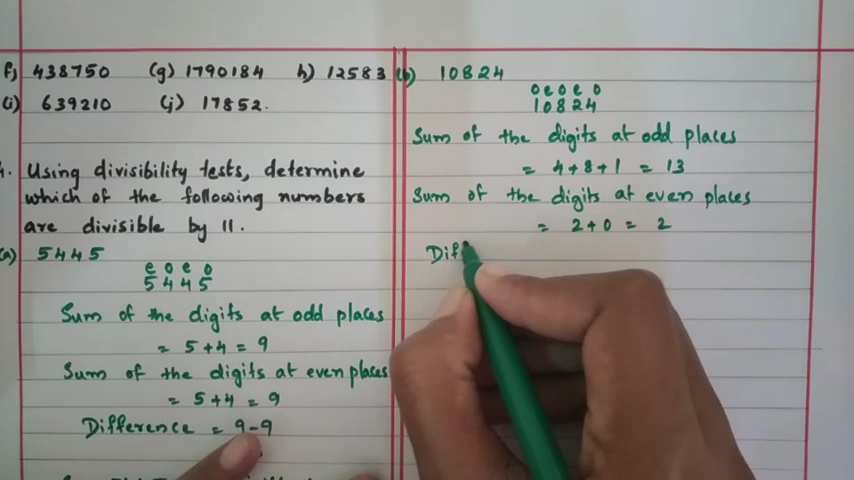 f) 438750 (g) 1790184 h) 12583
(i) 639210 (j) 17852.
Using divisibility tests, determine
which of the following numbers
are divisible by 11.
(a) 5445
e o e o
5 4 4 5
Sum of the digits at odd places
= 5+4 = 9
Sum of the digits at even places
= 5+4 = 9
Difference = 9-9
(b) 10824
o e o e o
1 0 8 2 4
Sum of the digits at odd places
= 4+8+1 = 13
Sum of the digits at even places
= 2+0 = 2
Dif